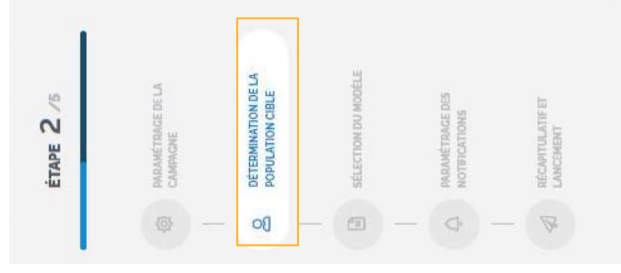 ÉTAPE 2 /5
PARAMÉTRAGE DE LA
CAMPAGNE
DÉTERMINATION DE LA
POPULATION CIBLE
SÉLECTION DU MODÈLE
PARAMÉTRAGE DES
NOTIFICATIONS
RÉCAPITULATIF ET
LANCEMENT